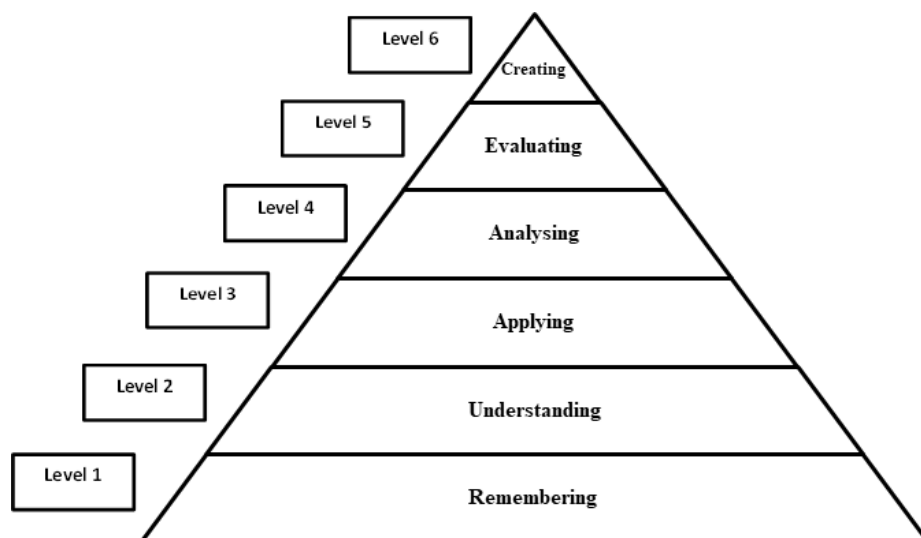 Level 6
Creating
Level 5
Evaluating
Level 4
Analysing
Level 3
Applying
Level 2
Understanding
Level 1
Remembering